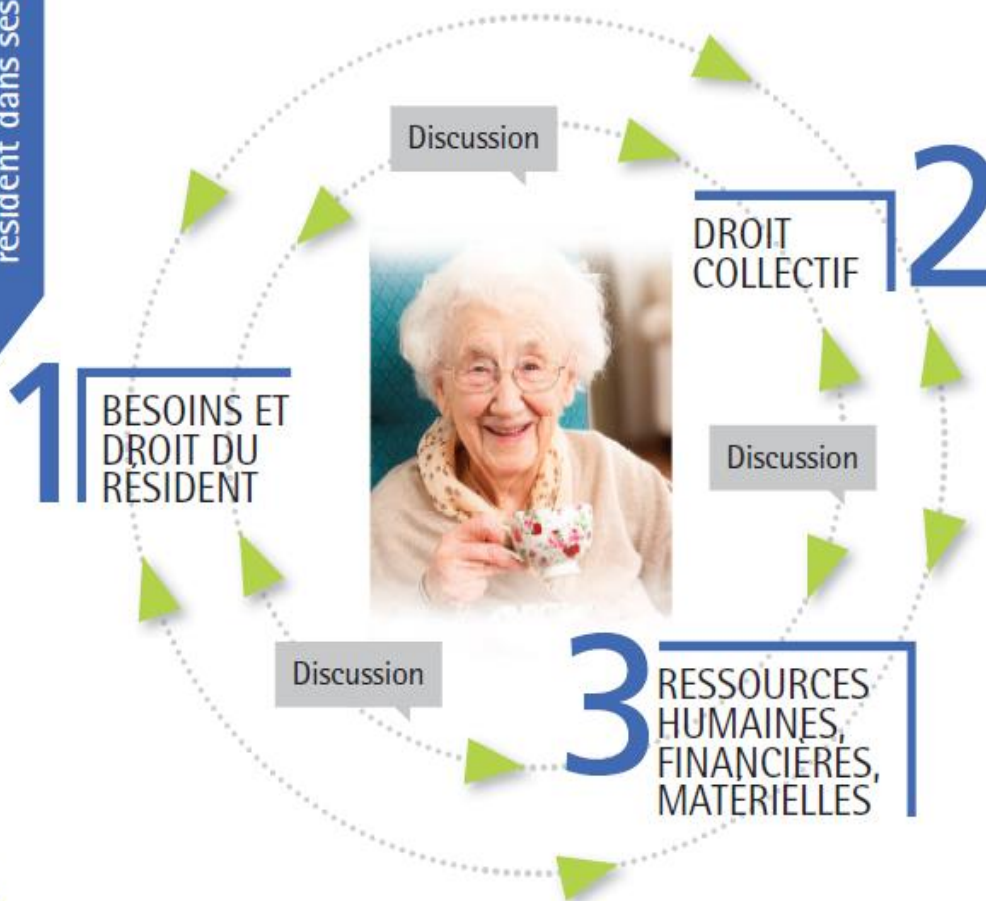 résident dans ses
Discussion
2
DROIT
COLLECTIF
1
BESOINS ET
DROIT DU
RÉSIDENT
Discussion
Discussion
3
RESSOURCES
HUMAINES,
FINANCIÈRES,
MATÉRIELLES